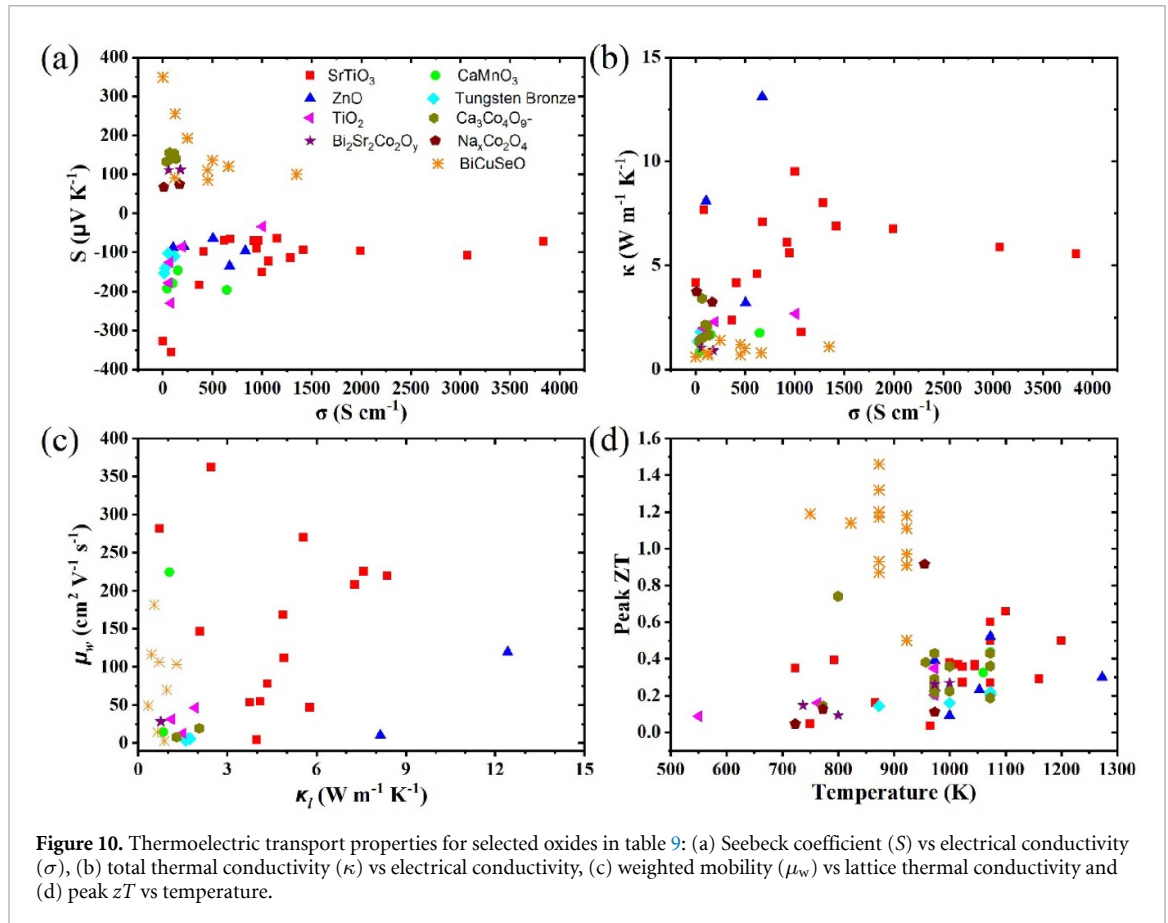 (a)
400
300
200
100
0
-100
-200
-300
-400
S (µV K⁻¹)
0 500 1000 1500 2000 2500 3000 3500 4000
σ (S cm⁻¹)
SrTiO₃
CaMnO₃
ZnO
Tungsten Bronze
TiO₂
Ca₃Co₄O₉-
Bi₂Sr₂Co₂Oᵧ
NaₓCo₂O₄
BiCuSeO
(b)
15
10
5
0
κ (W m⁻¹ K⁻¹)
0 500 1000 1500 2000 2500 3000 3500 4000
σ (S cm⁻¹)
(c)
400
350
300
250
200
150
100
50
0
μ_w (cm² V⁻¹ s⁻¹)
0 3 6 9 12 15
κ_l (W m⁻¹ K⁻¹)
(d)
1.6
1.4
1.2
1.0
0.8
0.6
0.4
0.2
0.0
Peak ZT
500 600 700 800 900 1000 1100 1200 1300
Temperature (K)
Figure 10. Thermoelectric transport properties for selected oxides in table 9: (a) Seebeck coefficient (S) vs electrical conductivity
(σ), (b) total thermal conductivity (κ) vs electrical conductivity, (c) weighted mobility (μ_w) vs lattice thermal conductivity and
(d) peak zT vs temperature.